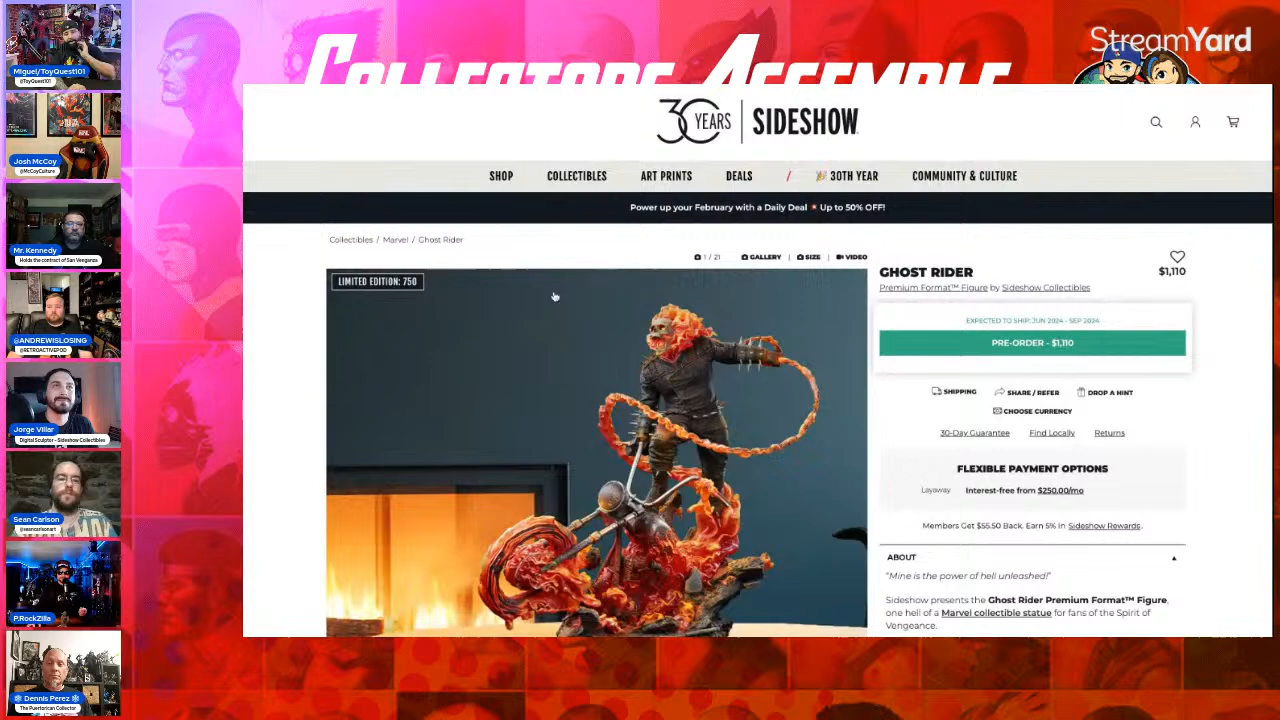 COLLECTORS ASSEMBLE
StreamYard
Miguel/ToyQuest101
@ToyQuest101
Josh McCoy
@McCoyCulture
Mr. Kennedy
Holds the contract of San Venganza
@ANDREWISLOSING
@RETROACTIVEPOD
Jorge Villar
Digital Sculptor - Sideshow Collectibles
Sean Carlson
@seancarlsonart
P.RockZilla
Dennis Perez
The Puertorican Collector
30 YEARS SIDESHOW
SHOP COLLECTIBLES ART PRINTS DEALS / 30TH YEAR COMMUNITY & CULTURE
Power up your February with a Daily Deal Up to 50% OFF!
Collectibles / Marvel / Ghost Rider
1 / 21 GALLERY | SIZE | VIDEO
LIMITED EDITION: 750
GHOST RIDER
$1,110
Premium Format™ Figure by Sideshow Collectibles
EXPECTED TO SHIP: JUN 2024 - SEP 2024
PRE-ORDER - $1,110
SHIPPING SHARE / REFER DROP A HINT
CHOOSE CURRENCY
30-Day Guarantee Find Locally Returns
FLEXIBLE PAYMENT OPTIONS
Layaway Interest-free from $250.00/mo
Members Get $55.50 Back. Earn 5% in Sideshow Rewards.
ABOUT
"Mine is the power of hell unleashed!"
Sideshow presents the Ghost Rider Premium Format™ Figure,
one hell of a Marvel collectible statue for fans of the Spirit of
Vengeance.